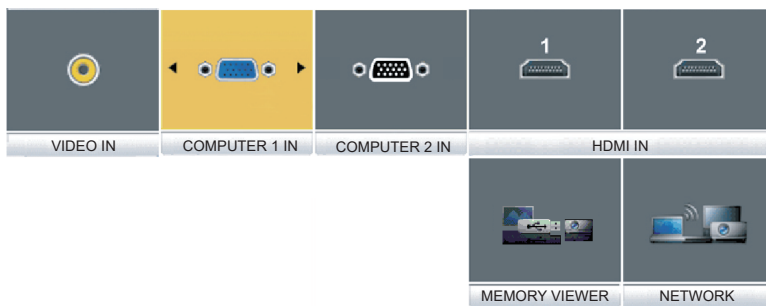 1 2
VIDEO IN COMPUTER 1 IN COMPUTER 2 IN HDMI IN
MEMORY VIEWER NETWORK